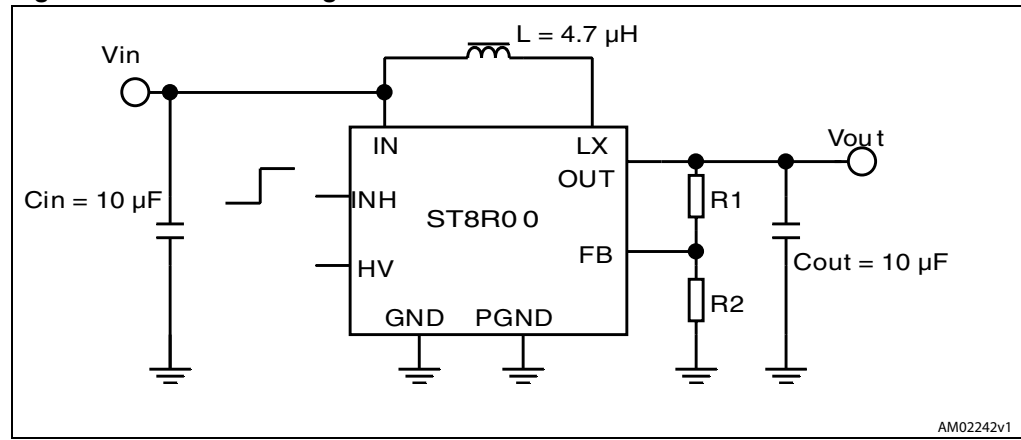 L = 4.7 µH
Vin
IN
LX
Vout
OUT
R1
Cin = 10 µF
INH
ST8R00
FB
Cout = 10 µF
HV
R2
GND
PGND
AM02242v1